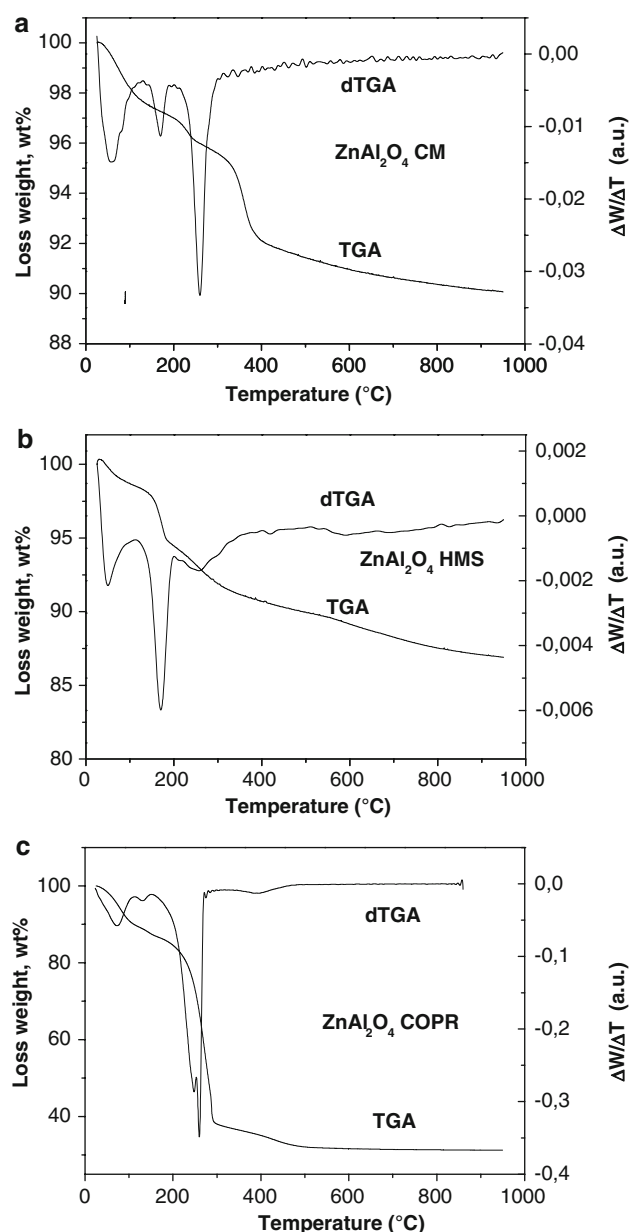 a
100
98
96
94
92
90
88
Loss weight, wt%
0,00
-0,01
-0,02
-0,03
-0,04
ΔW/ΔT (a.u.)
dTGA
ZnAl2O4 CM
TGA
0 200 400 600 800 1000
Temperature (°C)
b
100
95
90
85
80
Loss weight, wt%
0,002
0,000
-0,002
-0,004
-0,006
ΔW/ΔT (a.u.)
dTGA
ZnAl2O4 HMS
TGA
0 200 400 600 800 1000
Temperature (°C)
c
100
80
60
40
Loss weight, wt%
0,0
-0,1
-0,2
-0,3
-0,4
ΔW/ΔT (a.u.)
dTGA
ZnAl2O4 COPR
TGA
0 200 400 600 800 1000
Temperature (°C)